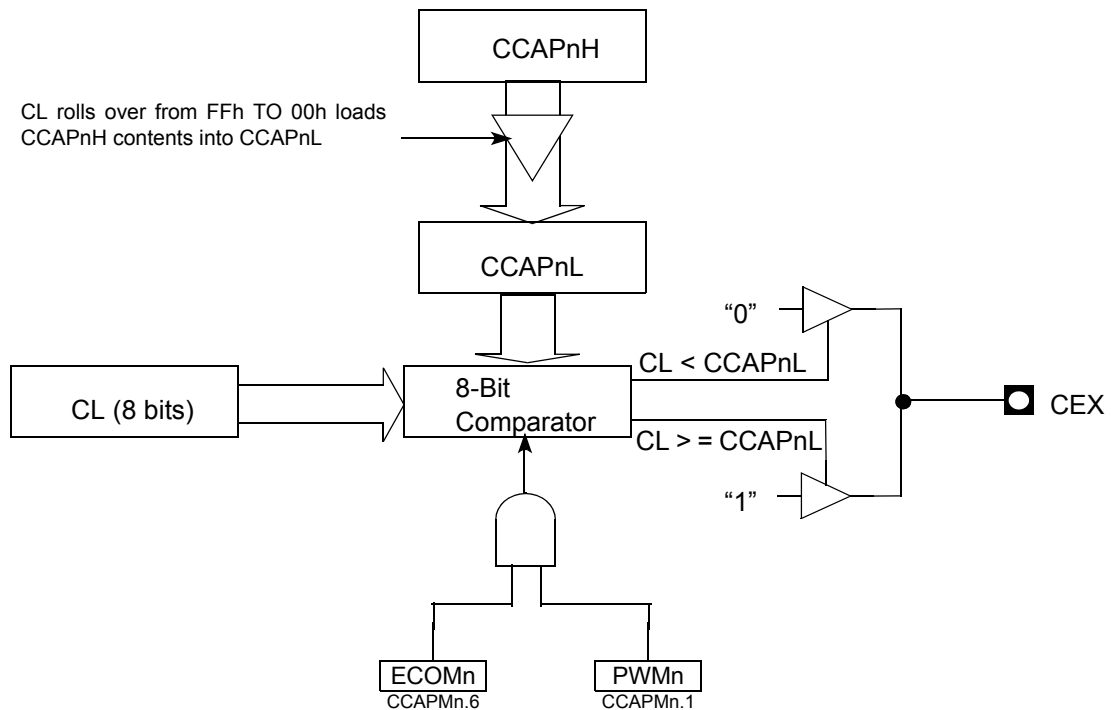 CCAPnH
CL rolls over from FFh TO 00h loads
CCAPnH contents into CCAPnL
CCAPnL
“0”
CL < CCAPnL
CL (8 bits)
8-Bit
Comparator
CEX
CL > = CCAPnL
“1”
ECOMn
CCAPMn.6
PWMn
CCAPMn.1